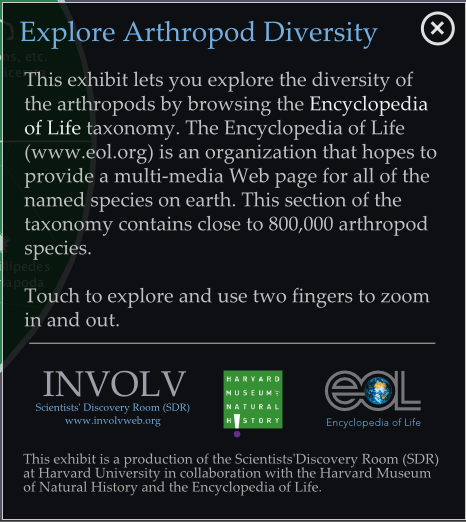 Explore Arthropod Diversity
ns, etc.
This exhibit lets you explore the diversity of
the arthropods by browsing the Encyclopedia
of Life taxonomy. The Encyclopedia of Life
(www.eol.org) is an organization that hopes to
provide a multi-media Web page for all of the
named species on earth. This section of the
taxonomy contains close to 800,000 arthropod
species.
llipedes
apoda
Touch to explore and use two fingers to zoom
in and out.
INVOLV
Scientists' Discovery Room (SDR)
www.involvweb.org
HARVARD
MUSEUM OF
NATURAL
HISTORY
eOL
Encyclopedia of Life
This exhibit is a production of the Scientists'Discovery Room (SDR)
at Harvard University in collaboration with the Harvard Museum
of Natural History and the Encyclopedia of Life.